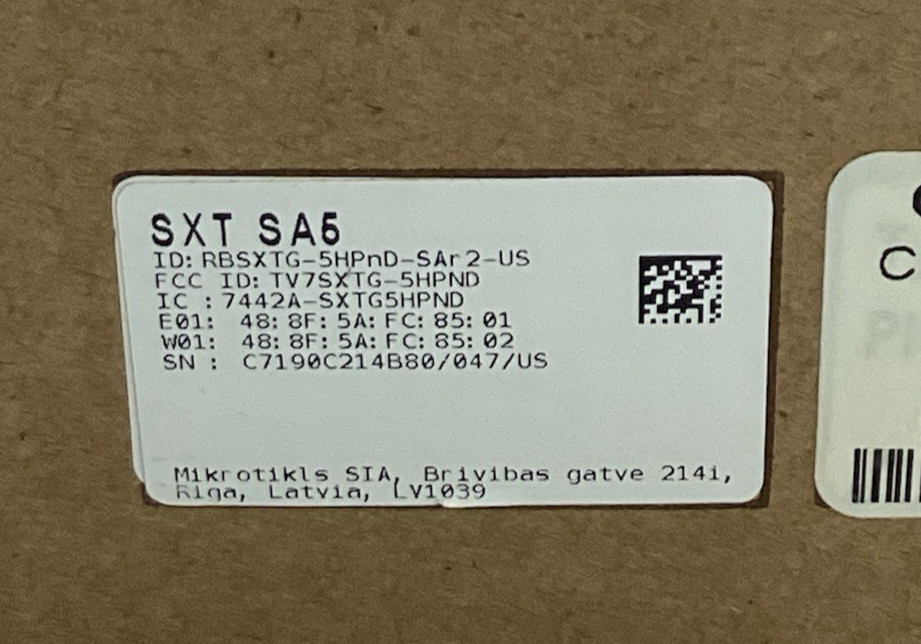 SXT SA5
ID: RBSXTG-5HPnD-SAr2-US
FCC ID: TV7SXTG-5HPND
IC : 7442A-SXTG5HPND
E01: 48:8F:5A:FC:85:01
W01: 48:8F:5A:FC:85:02
SN : C7190C214B80/047/US
Mikrotikls SIA, Brivibas gatve 214i,
Riga, Latvia, LV1039
C